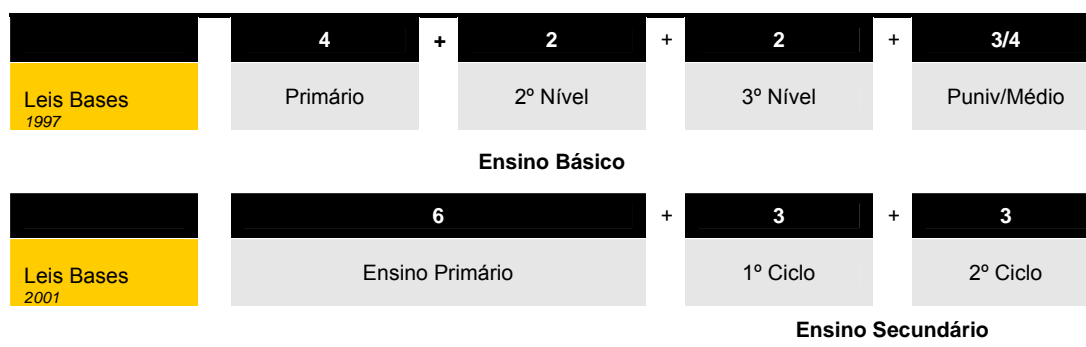 4 + 2 + 2 + 3/4
Leis Bases
1997
Primário 2º Nível 3º Nível Puniv/Médio
Ensino Básico
6 + 3 + 3
Leis Bases
2001
Ensino Primário 1º Ciclo 2º Ciclo
Ensino Secundário